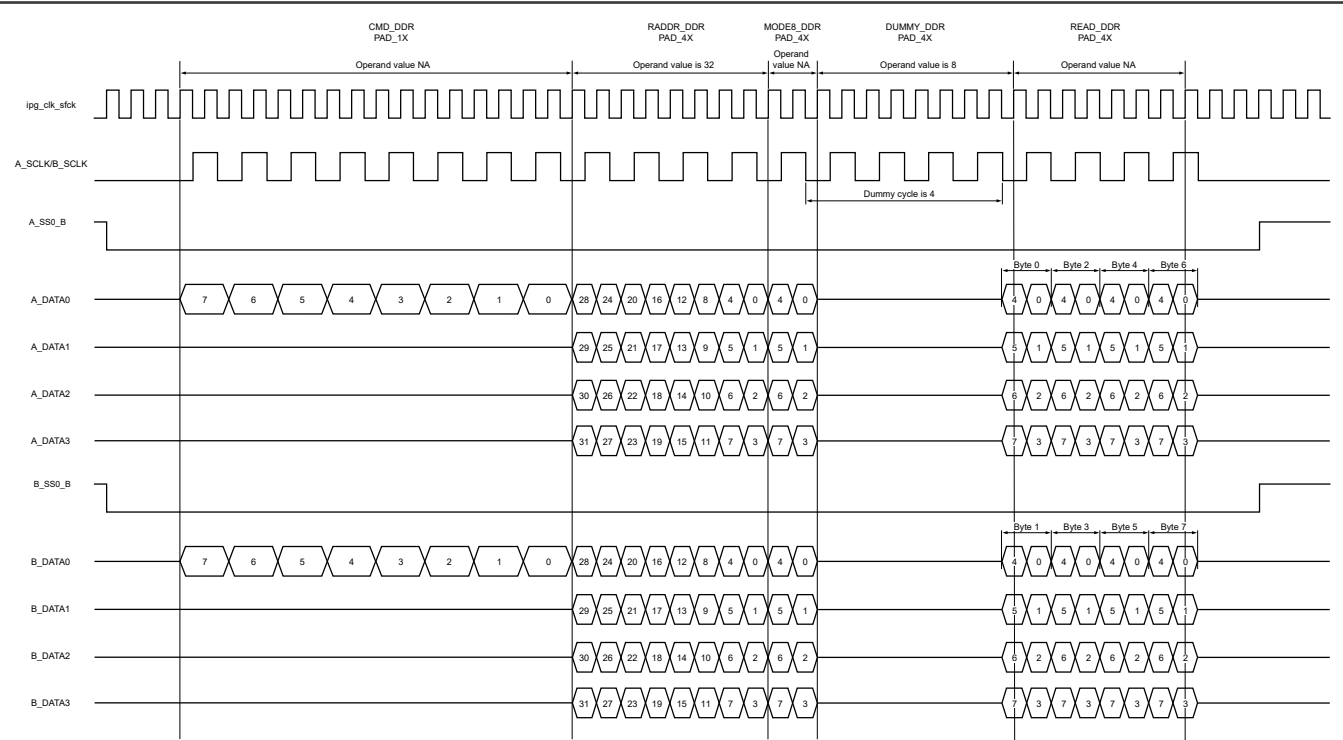 CMD_DDR RADDR_DDR MODE8_DDR DUMMY_DDR READ_DDR
PAD_1X PAD_4X PAD_4X PAD_4X PAD_4X
Operand value NA Operand value is 32 Operand value NA Operand value is 8 Operand value NA
ipg_clk_sfck
A_SCLK/B_SCLK
Dummy cycle is 4
A_SS0_B
Byte 0 Byte 2 Byte 4 Byte 6
A_DATA0 7 6 5 4 3 2 1 0 28 24 20 16 12 8 4 0 4 0 4 0 4 0 4 0 4 0
A_DATA1 29 25 21 17 13 9 5 1 5 1 5 1 5 1 5 1 5 1
A_DATA2 30 26 22 18 14 10 6 2 6 2 6 2 6 2 6 2 6 2
A_DATA3 31 27 23 19 15 11 7 3 7 3 7 3 7 3 7 3 7 3
B_SS0_B
Byte 1 Byte 3 Byte 5 Byte 7
B_DATA0 7 6 5 4 3 2 1 0 28 24 20 16 12 8 4 0 4 0 4 0 4 0 4 0 4 0
B_DATA1 29 25 21 17 13 9 5 1 5 1 5 1 5 1 5 1 5 1
B_DATA2 30 26 22 18 14 10 6 2 6 2 6 2 6 2 6 2 6 2
B_DATA3 31 27 23 19 15 11 7 3 7 3 7 3 7 3 7 3 7 3